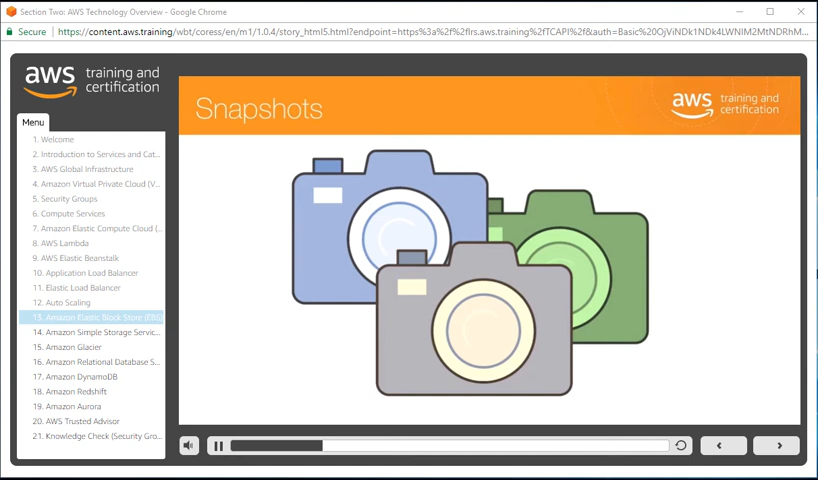 Section Two: AWS Technology Overview - Google Chrome
Secure
https://content.aws.training/wbt/coress/en/m1/1.0.4/story_html5.html?endpoint=https%3a%2f%2flrs.aws.training%2fTCAPI%2f&auth=Basic%20OjViNDk1NDk4LWNlM2MtNDRhM...
aws training and certification
Menu
1. Welcome
2. Introduction to Services and Cat...
3. AWS Global Infrastructure
4. Amazon Virtual Private Cloud (V...
5. Security Groups
6. Compute Services
7. Amazon Elastic Compute Cloud (...
8. AWS Lambda
9. AWS Elastic Beanstalk
10. Application Load Balancer
11. Elastic Load Balancer
12. Auto Scaling
13. Amazon Elastic Block Store (EBS)
14. Amazon Simple Storage Servic...
15. Amazon Glacier
16. Amazon Relational Database S...
17. Amazon DynamoDB
18. Amazon Redshift
19. Amazon Aurora
20. AWS Trusted Advisor
21. Knowledge Check (Security Gro...
Snapshots
aws training and certification